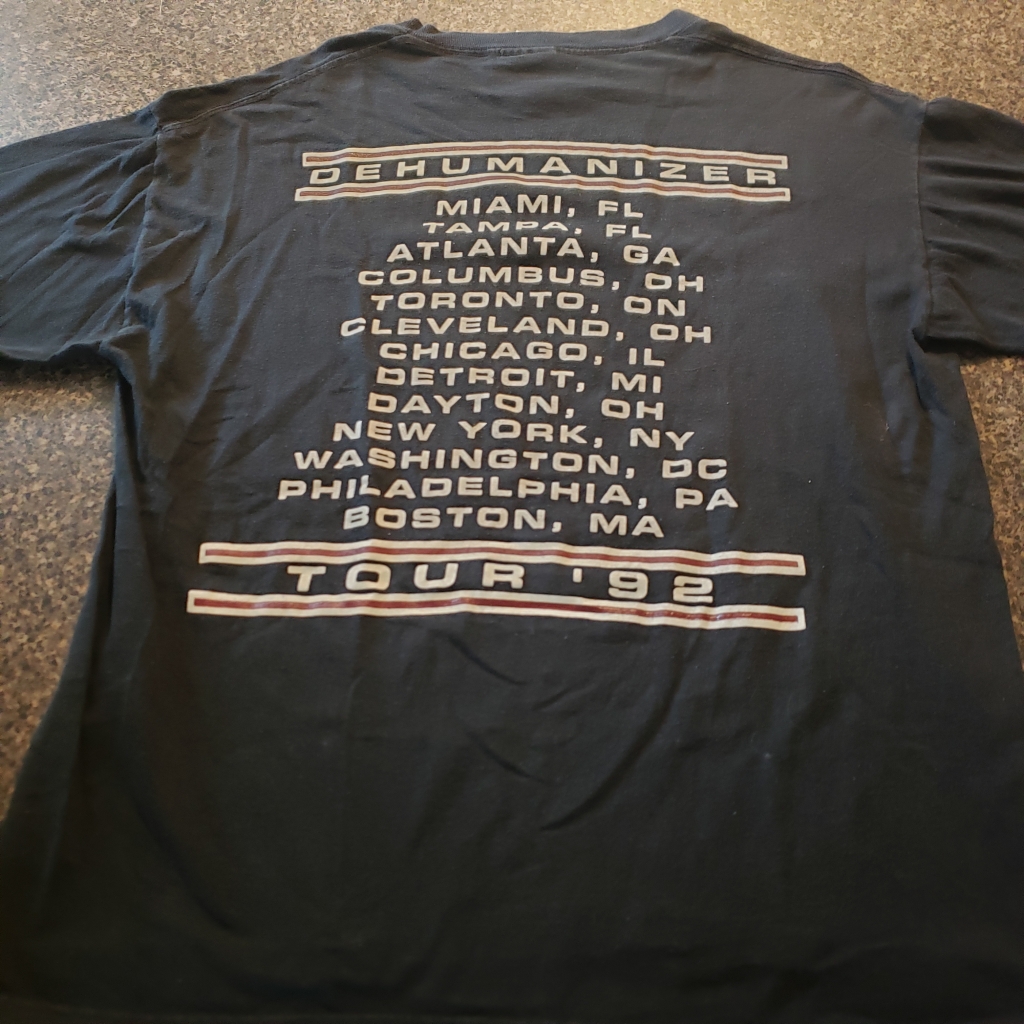 DEHUMANIZER
MIAMI, FL
TAMPA, FL
ATLANTA, GA
COLUMBUS, OH
TORONTO, ON
CLEVELAND, OH
CHICAGO, IL
DETROIT, MI
DAYTON, OH
NEW YORK, NY
WASHINGTON, DC
PHILADELPHIA, PA
BOSTON, MA
TOUR '92